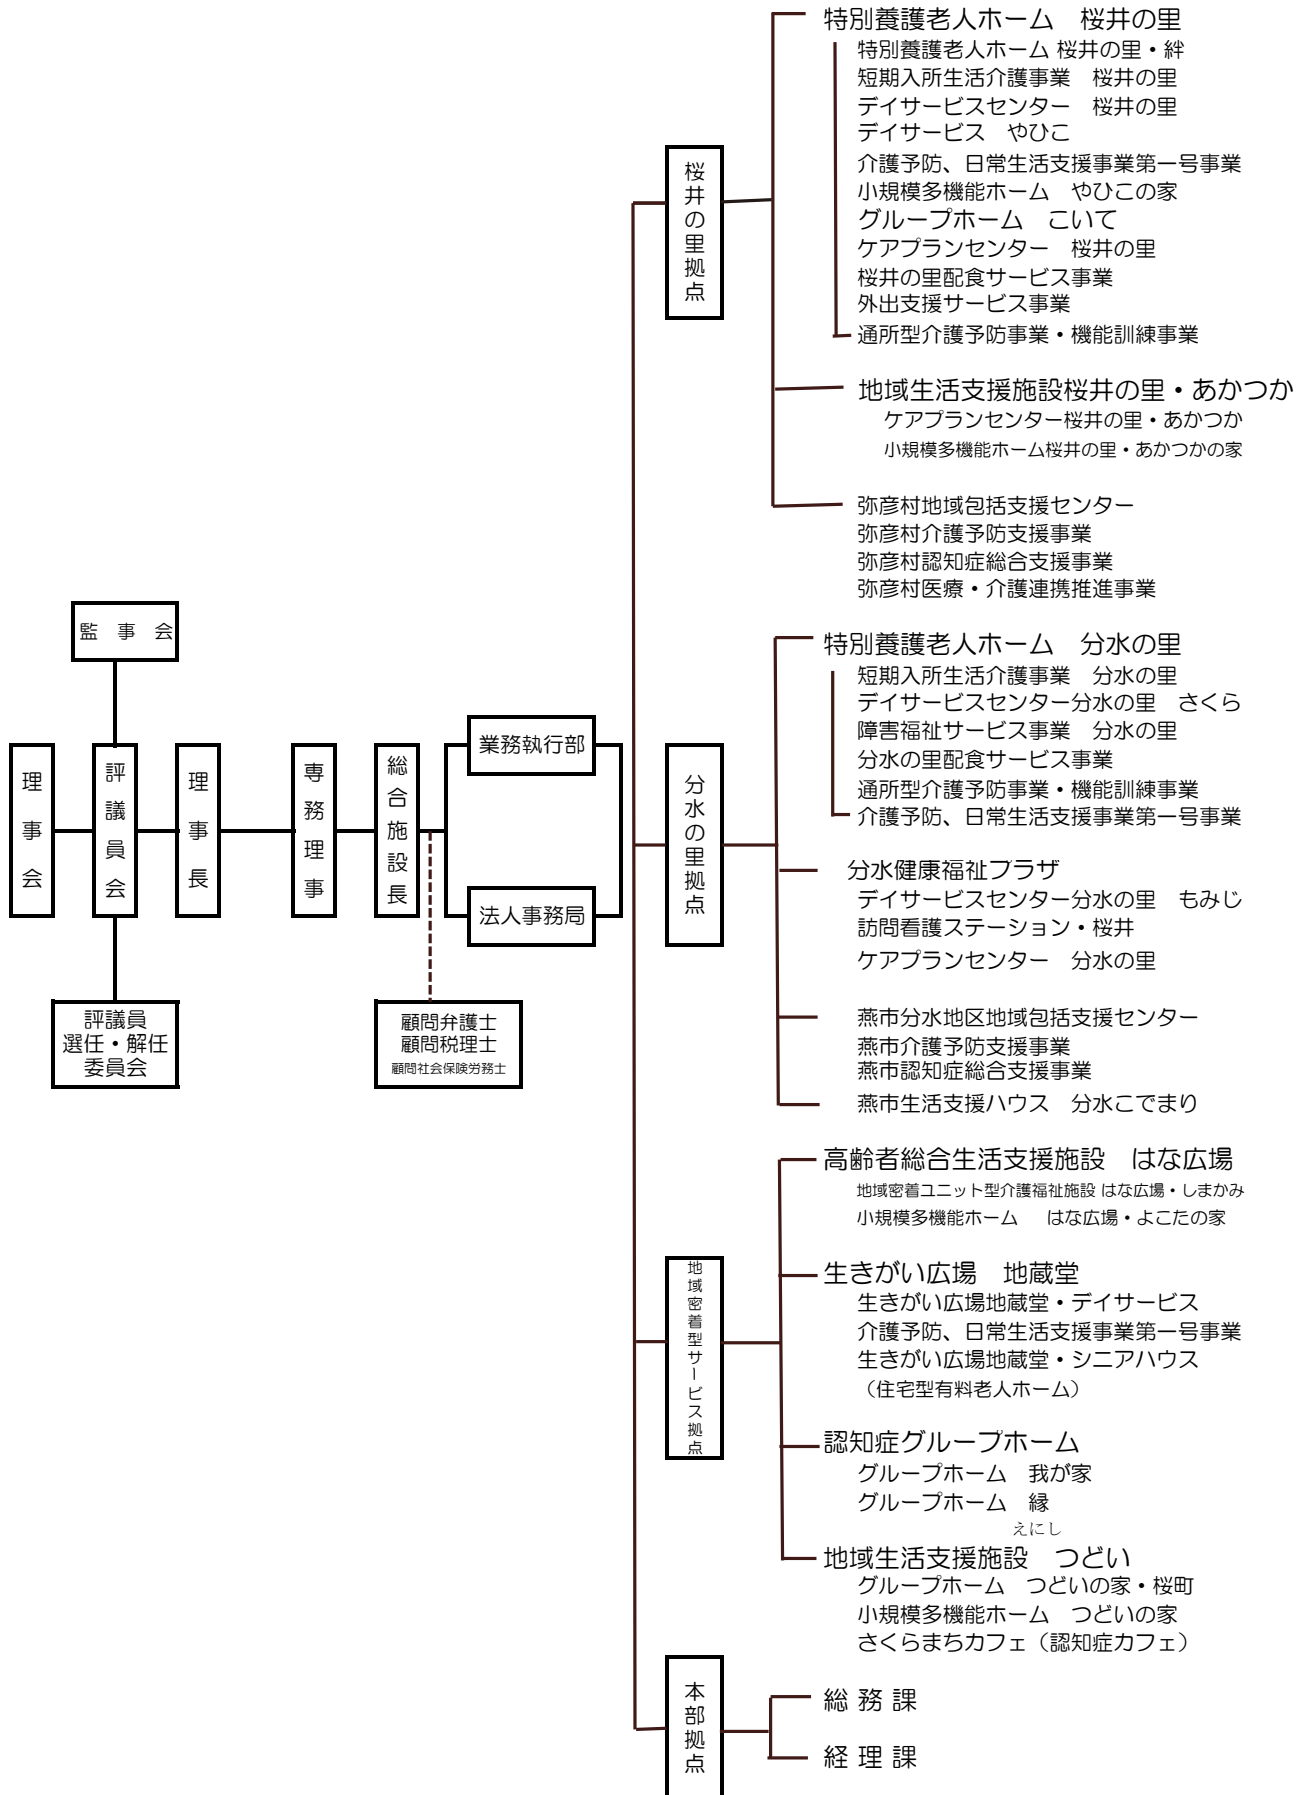 監事会
理事会
評議員会
理事長
専務理事
総合施設長
業務執行部
法人事務局
評議員
選任・解任
委員会
顧問弁護士
顧問税理士
顧問社会保険労務士
桜井の里拠点
特別養護老人ホーム　桜井の里
特別養護老人ホーム 桜井の里・絆
短期入所生活介護事業　桜井の里
デイサービスセンター　桜井の里
デイサービス　やひこ
介護予防、日常生活支援事業第一号事業
小規模多機能ホーム　やひこの家
グループホーム　こいて
ケアプランセンター　桜井の里
桜井の里配食サービス事業
外出支援サービス事業
通所型介護予防事業・機能訓練事業
地域生活支援施設桜井の里・あかつか
ケアプランセンター桜井の里・あかつか
小規模多機能ホーム桜井の里・あかつかの家
弥彦村地域包括支援センター
弥彦村介護予防支援事業
弥彦村認知症総合支援事業
弥彦村医療・介護連携推進事業
分水の里拠点
特別養護老人ホーム　分水の里
短期入所生活介護事業　分水の里
デイサービスセンター分水の里　さくら
障害福祉サービス事業　分水の里
分水の里配食サービス事業
通所型介護予防事業・機能訓練事業
介護予防、日常生活支援事業第一号事業
分水健康福祉プラザ
デイサービスセンター分水の里　もみじ
訪問看護ステーション・桜井
ケアプランセンター　分水の里
燕市分水地区地域包括支援センター
燕市介護予防支援事業
燕市認知症総合支援事業
燕市生活支援ハウス　分水こでまり
地域密着型サービス拠点
高齢者総合生活支援施設　はな広場
地域密着ユニット型介護福祉施設 はな広場・しまかみ
小規模多機能ホーム　はな広場・よこたの家
生きがい広場　地蔵堂
生きがい広場地蔵堂・デイサービス
介護予防、日常生活支援事業第一号事業
生きがい広場地蔵堂・シニアハウス
（住宅型有料老人ホーム）
認知症グループホーム
グループホーム　我が家
グループホーム　縁
えにし
地域生活支援施設　つどい
グループホーム　つどいの家・桜町
小規模多機能ホーム　つどいの家
さくらまちカフェ（認知症カフェ）
本部拠点
総務課
経理課